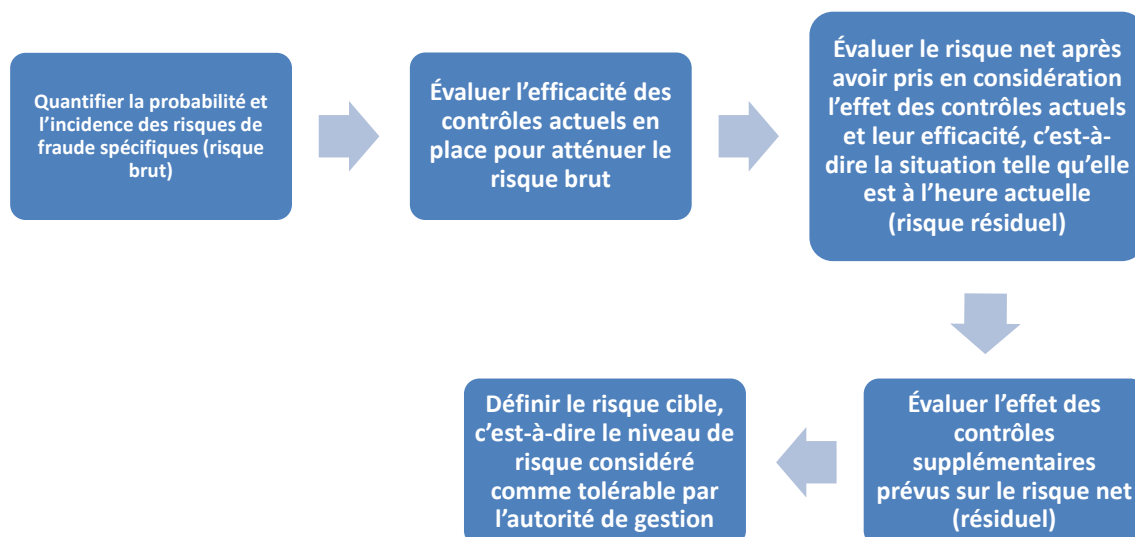 Quantifier la probabilité et
l’incidence des risques de
fraude spécifiques (risque
brut)
Évaluer l’efficacité des
contrôles actuels en
place pour atténuer le
risque brut
Évaluer le risque net après
avoir pris en considération
l’effet des contrôles actuels
et leur efficacité, c’est-à-
dire la situation telle qu’elle
est à l’heure actuelle
(risque résiduel)
Évaluer l’effet des
contrôles
supplémentaires
prévus sur le risque net
(résiduel)
Définir le risque cible,
c’est-à-dire le niveau de
risque considéré
comme tolérable par
l’autorité de gestion